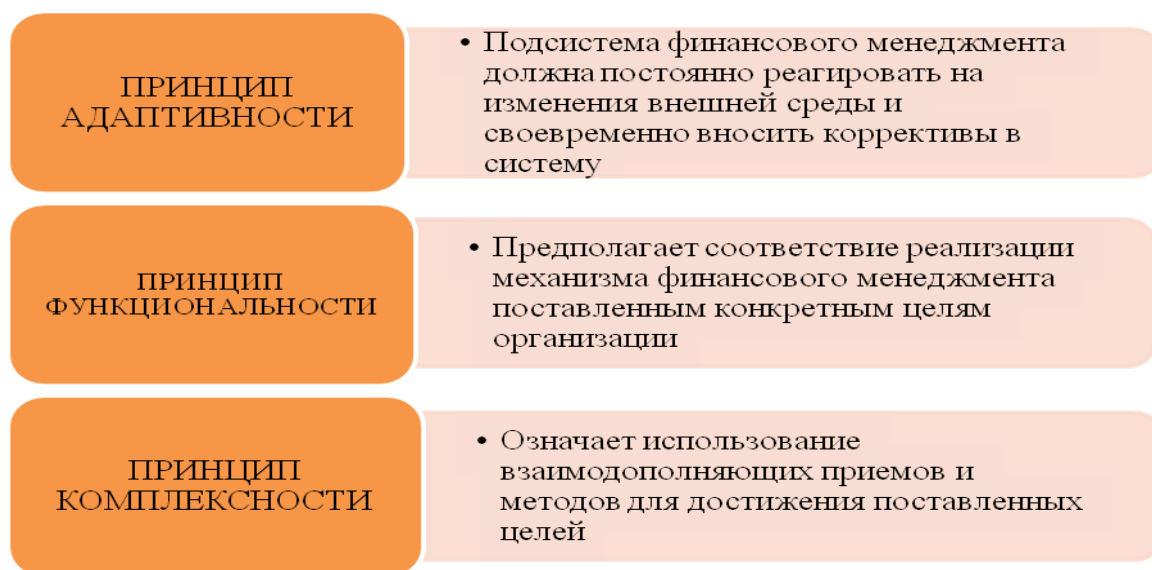 ПРИНЦИП
АДАПТИВНОСТИ
• Подсистема финансового менеджмента
должна постоянно реагировать на
изменения внешней среды и
своевременно вносить коррективы в
систему
ПРИНЦИП
ФУНКЦИОНАЛЬНОСТИ
• Предполагает соответствие реализации
механизма финансового менеджмента
поставленным конкретным целям
организации
ПРИНЦИП
КОМПЛЕКСНОСТИ
• Означает использование
взаимодополняющих приемов и
методов для достижения поставленных
целей